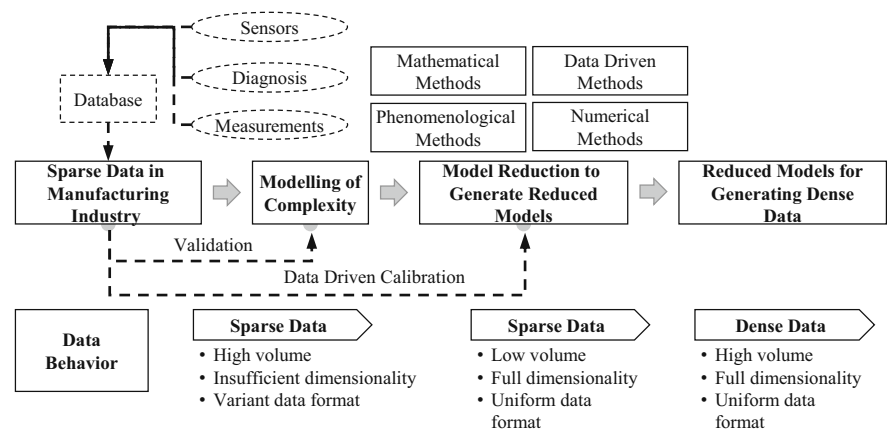 Sensors
Diagnosis
Measurements
Database
Mathematical
Methods
Data Driven
Methods
Phenomenological
Methods
Numerical
Methods
Sparse Data in
Manufacturing
Industry
Modelling of
Complexity
Model Reduction to
Generate Reduced
Models
Reduced Models for
Generating Dense
Data
Validation
Data Driven Calibration
Data
Behavior
Sparse Data
• High volume
• Insufficient dimensionality
• Variant data format
Sparse Data
• Low volume
• Full dimensionality
• Uniform data
format
Dense Data
• High volume
• Full dimensionality
• Uniform data
format